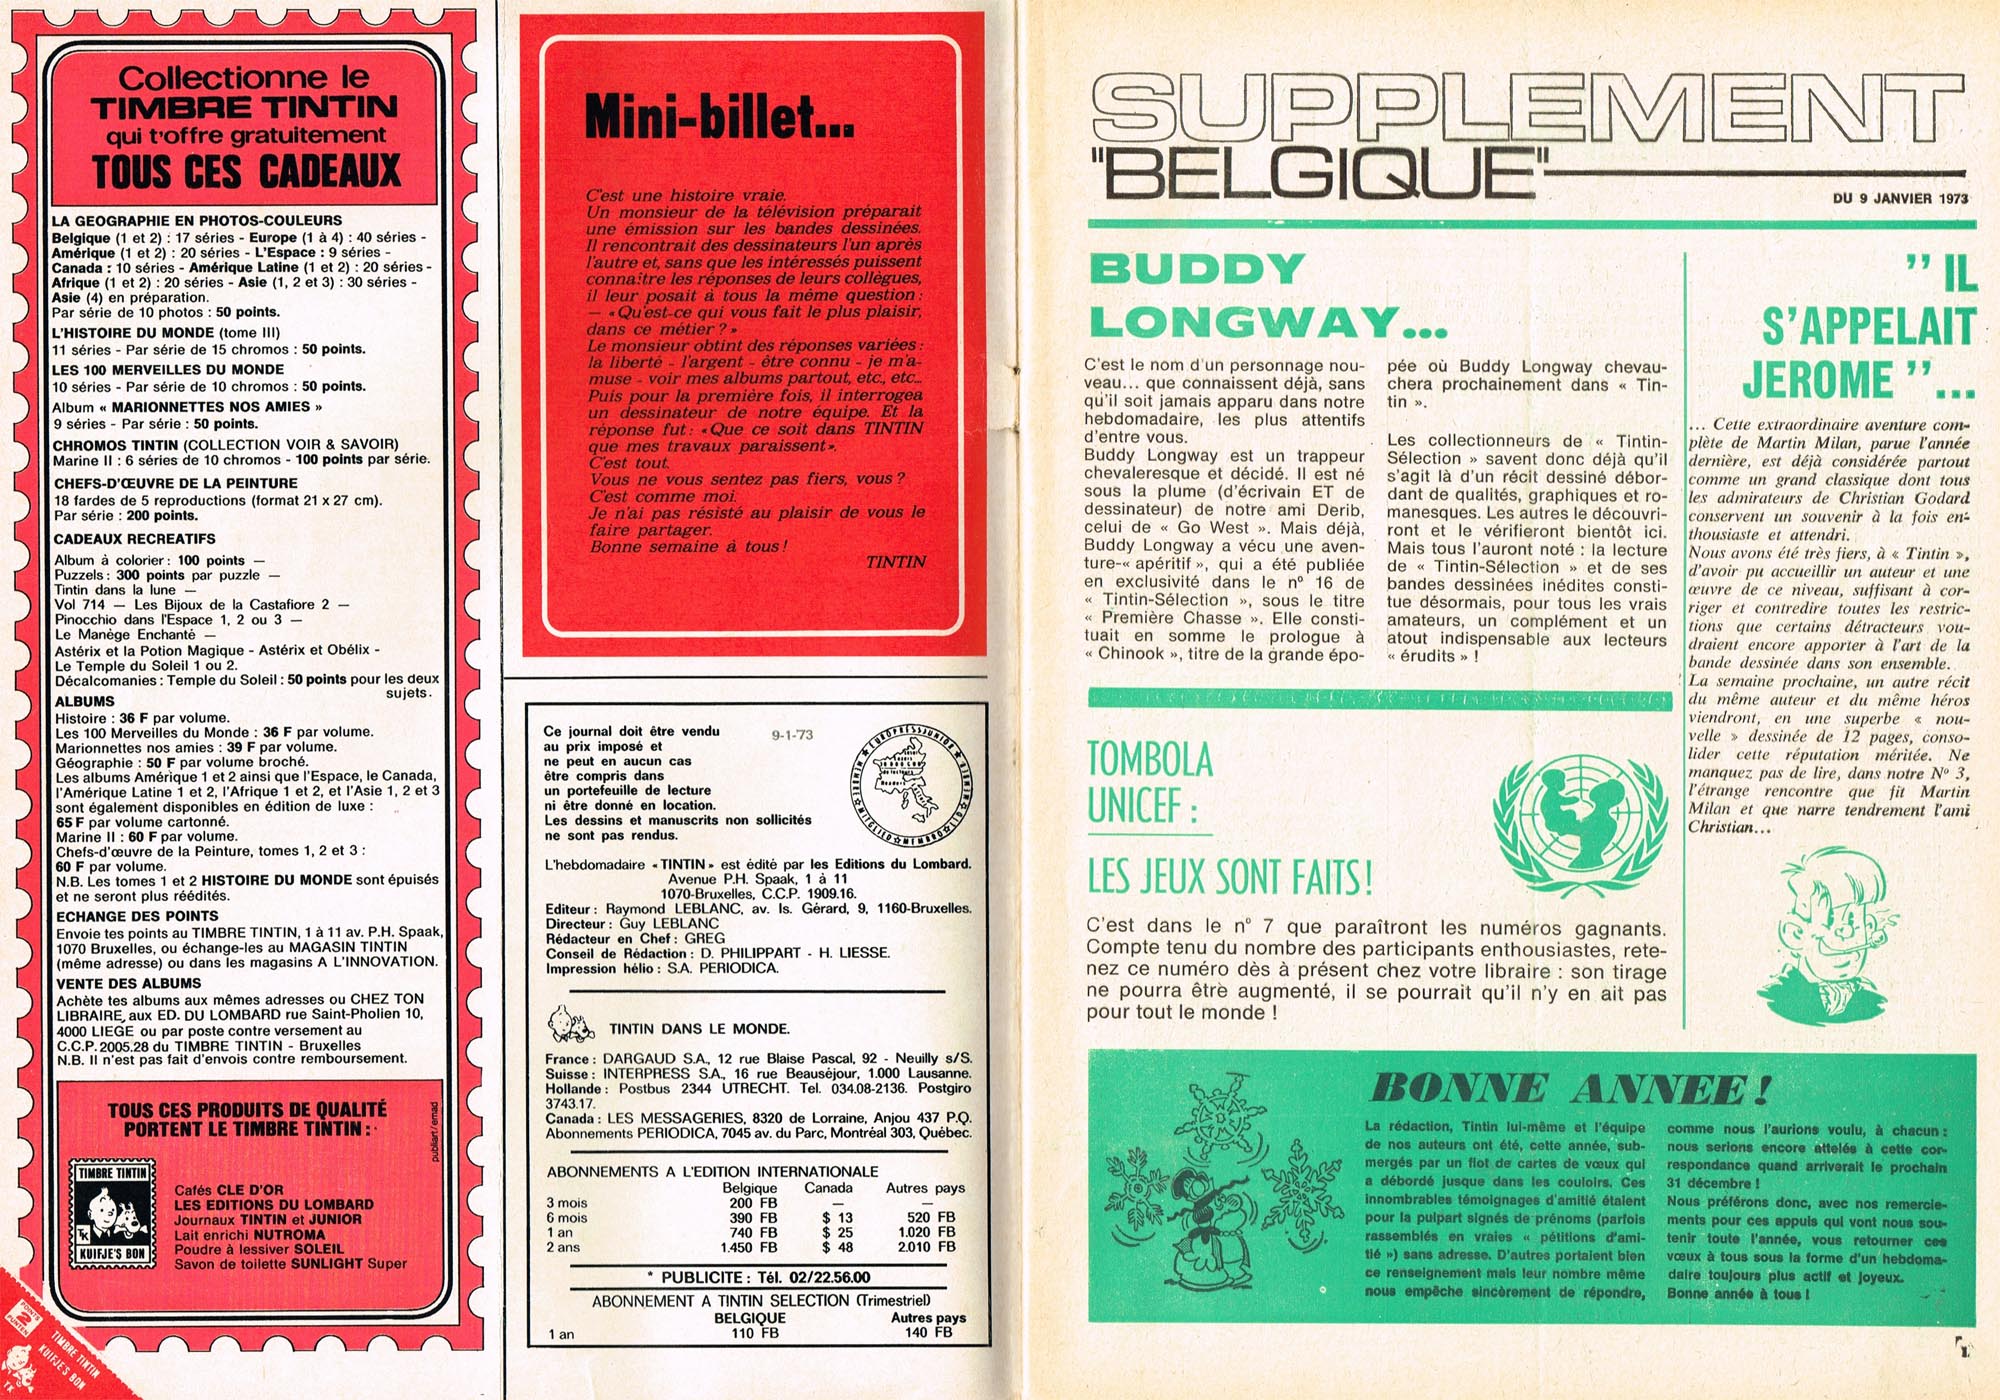 Collectionne le
TIMBRE TINTIN
qui t'offre gratuitement
TOUS CES CADEAUX
LA GEOGRAPHIE EN PHOTOS-COULEURS
Belgique (1 et 2) : 17 séries - Europe (1 à 4) : 40 séries -
Amérique (1 et 2) : 20 séries - L'Espace : 9 séries -
Canada : 10 séries - Amérique Latine (1 et 2) : 20 séries -
Afrique (1 et 2) : 20 séries - Asie (1, 2 et 3) : 30 séries -
Asie (4) en préparation.
Par série de 10 photos : 50 points.
L'HISTOIRE DU MONDE (tome III)
11 séries - Par série de 15 chromos : 50 points.
LES 100 MERVEILLES DU MONDE
10 séries - Par série de 10 chromos : 50 points.
Album « MARIONNETTES NOS AMIES »
9 séries - Par série : 50 points.
CHROMOS TINTIN (COLLECTION VOIR & SAVOIR)
Marine II : 6 séries de 10 chromos - 100 points par série.
CHEFS-D'ŒUVRE DE LA PEINTURE
18 fardes de 5 reproductions (format 21 x 27 cm).
Par série : 200 points.
CADEAUX RECREATIFS
Album à colorier : 100 points —
Puzzels : 300 points par puzzle —
Tintin dans la lune —
Vol 714 — Les Bijoux de la Castafiore 2 —
Pinocchio dans l'Espace 1, 2 ou 3 —
Le Manège Enchanté —
Astérix et la Potion Magique - Astérix et Obélix -
Le Temple du Soleil 1 ou 2.
Décalcomanies : Temple du Soleil : 50 points pour les deux
sujets.
ALBUMS
Histoire : 36 F par volume.
Les 100 Merveilles du Monde : 36 F par volume.
Marionnettes nos amies : 39 F par volume.
Géographie : 50 F par volume broché.
Les albums Amérique 1 et 2 ainsi que l'Espace, le Canada,
l'Amérique Latine 1 et 2, l'Afrique 1 et 2, et l'Asie 1, 2 et 3
sont également disponibles en édition de luxe :
65 F par volume cartonné.
Marine II : 60 F par volume.
Chefs-d'œuvre de la Peinture, tomes 1, 2 et 3 :
60 F par volume.
N.B. Les tomes 1 et 2 HISTOIRE DU MONDE sont épuisés
et ne seront plus réédités.
ECHANGE DES POINTS
Envoie tes points au TIMBRE TINTIN, 1 à 11 av. P.H. Spaak,
1070 Bruxelles, ou échange-les au MAGASIN TINTIN
(même adresse) ou dans les magasins A L'INNOVATION.
VENTE DES ALBUMS
Achète tes albums aux mêmes adresses ou CHEZ TON
LIBRAIRE, aux ED. DU LOMBARD rue Saint-Pholien 10,
4000 LIEGE ou par poste contre versement au
C.C.P. 2005.28 du TIMBRE TINTIN - Bruxelles
N.B. Il n'est pas fait d'envois contre remboursement.
TOUS CES PRODUITS DE QUALITÉ
PORTENT LE TIMBRE TINTIN :
publiart/emad
TIMBRE TINTIN
TK
KUIFJE'S BON
Cafés CLE D'OR
LES EDITIONS DU LOMBARD
Journaux TINTIN et JUNIOR
Lait enrichi NUTROMA
Poudre à lessiver SOLEIL
Savon de toilette SUNLIGHT Super
POINTS
2
PUNTEN
TIMBRE TINTIN
KUIFJE'S BON
TK
Mini-billet...
C'est une histoire vraie.
Un monsieur de la télévision préparait
une émission sur les bandes dessinées.
Il rencontrait des dessinateurs l'un après
l'autre et, sans que les intéressés puissent
connaître les réponses de leurs collègues,
il leur posait à tous la même question :
— «Qu'est-ce qui vous fait le plus plaisir,
dans ce métier ?»
Le monsieur obtint des réponses variées :
la liberté - l'argent - être connu - je m'a-
muse - voir mes albums partout, etc., etc...
Puis pour la première fois, il interrogea
un dessinateur de notre équipe. Et la
réponse fut : «Que ce soit dans TINTIN
que mes travaux paraissent».
C'est tout.
Vous ne vous sentez pas fiers, vous ?
C'est comme moi.
Je n'ai pas résisté au plaisir de vous le
faire partager.
Bonne semaine à tous !
TINTIN
Ce journal doit être vendu
au prix imposé et
ne peut en aucun cas
être compris dans
un portefeuille de lecture
ni être donné en location.
Les dessins et manuscrits non sollicités
ne sont pas rendus.
9-1-73
EUROPRESSJUNIOR
L'hebdomadaire «TINTIN» est édité par les Editions du Lombard.
Avenue P.H. Spaak, 1 à 11
1070-Bruxelles, C.C.P. 1909.16.
Editeur : Raymond LEBLANC, av. Is. Gérard, 9, 1160-Bruxelles.
Directeur : Guy LEBLANC
Rédacteur en Chef : GREG
Conseil de Rédaction : D. PHILIPPART - H. LIESSE.
Impression hélio : S.A. PERIODICA.
TINTIN DANS LE MONDE.
France : DARGAUD S.A., 12 rue Blaise Pascal, 92 - Neuilly s/S.
Suisse : INTERPRESS S.A., 16 rue Beauséjour, 1.000 Lausanne.
Hollande : Postbus 2344 UTRECHT. Tel. 034.08-2136. Postgiro
3743.17.
Canada : LES MESSAGERIES, 8320 de Lorraine, Anjou 437 P.Q.
Abonnements PERIODICA, 7045 av. du Parc, Montréal 303, Québec.
ABONNEMENTS A L'EDITION INTERNATIONALE
Belgique Canada Autres pays
3 mois 200 FB — —
6 mois 390 FB $ 13 520 FB
1 an 740 FB $ 25 1.020 FB
2 ans 1.450 FB $ 48 2.010 FB
* PUBLICITE : Tél. 02/22.56.00
ABONNEMENT A TINTIN SELECTION (Trimestriel)
BELGIQUE Autres pays
1 an 110 FB 140 FB
SUPPLEMENT
"BELGIQUE"
DU 9 JANVIER 1973
BUDDY
LONGWAY...
C'est le nom d'un personnage nou-
veau... que connaissent déjà, sans
qu'il soit jamais apparu dans notre
hebdomadaire, les plus attentifs
d'entre vous.
Buddy Longway est un trappeur
chevaleresque et décidé. Il est né
sous la plume (d'écrivain ET de
dessinateur) de notre ami Derib,
celui de « Go West ». Mais déjà,
Buddy Longway a vécu une aven-
ture-« apéritif », qui a été publiée
en exclusivité dans le n° 16 de
« Tintin-Sélection », sous le titre
« Première Chasse ». Elle consti-
tuait en somme le prologue à
« Chinook », titre de la grande épo-
pée où Buddy Longway chevau-
chera prochainement dans « Tin-
tin ».
Les collectionneurs de « Tintin-
Sélection » savent donc déjà qu'il
s'agit là d'un récit dessiné débor-
dant de qualités, graphiques et ro-
manesques. Les autres le découvri-
ront et le vérifieront bientôt ici.
Mais tous l'auront noté : la lecture
de « Tintin-Sélection » et de ses
bandes dessinées inédites consti-
tue désormais, pour tous les vrais
amateurs, un complément et un
atout indispensable aux lecteurs
« érudits » !
" IL
S'APPELAIT
JEROME "...
... Cette extraordinaire aventure com-
plète de Martin Milan, parue l'année
dernière, est déjà considérée partout
comme un grand classique dont tous
les admirateurs de Christian Godard
conservent un souvenir à la fois en-
thousiaste et attendri.
Nous avons été très fiers, à « Tintin »,
d'avoir pu accueillir un auteur et une
œuvre de ce niveau, suffisant à cor-
riger et contredire toutes les restric-
tions que certains détracteurs vou-
draient encore apporter à l'art de la
bande dessinée dans son ensemble.
La semaine prochaine, un autre récit
du même auteur et du même héros
viendront, en une superbe « nou-
velle » dessinée de 12 pages, conso-
lider cette réputation méritée. Ne
manquez pas de lire, dans notre N° 3,
l'étrange rencontre que fit Martin
Milan et que narre tendrement l'ami
Christian...
TOMBOLA
UNICEF :
LES JEUX SONT FAITS !
C'est dans le n° 7 que paraîtront les numéros gagnants.
Compte tenu du nombre des participants enthousiastes, rete-
nez ce numéro dès à présent chez votre libraire : son tirage
ne pourra être augmenté, il se pourrait qu'il n'y en ait pas
pour tout le monde !
BONNE ANNEE !
La rédaction, Tintin lui-même et l'équipe
de nos auteurs ont été, cette année, sub-
mergés par un flot de cartes de vœux qui
a débordé jusque dans les couloirs. Ces
innombrables témoignages d'amitié étaient
pour la pulpart signés de prénoms (parfois
rassemblés en vraies « pétitions d'ami-
tié ») sans adresse. D'autres portaient bien
ce renseignement mais leur nombre même
nous empêche sincèrement de répondre,
comme nous l'aurions voulu, à chacun :
nous serions encore attelés à cette cor-
respondance quand arriverait le prochain
31 décembre !
Nous préférons donc, avec nos remercie-
ments pour ces appuis qui vont nous sou-
tenir toute l'année, vous retourner ces
vœux à tous sous la forme d'un hebdoma-
daire toujours plus actif et joyeux.
Bonne année à tous !
1